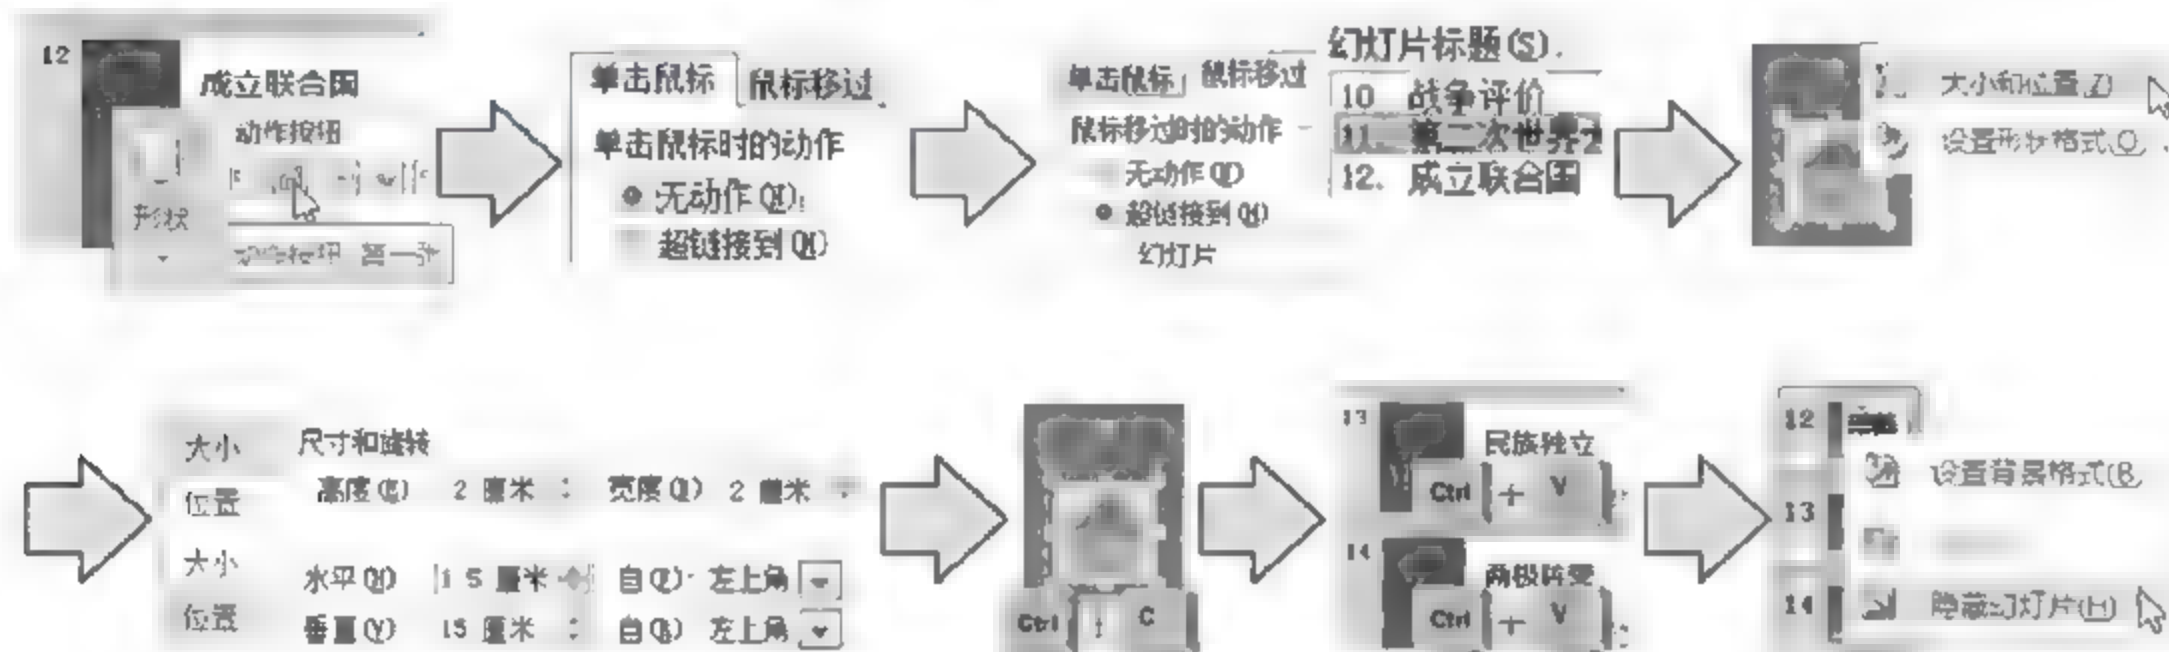 12
成立联合国
动作按钮
形状
单击鼠标 鼠标移过
单击鼠标时的动作
无动作(N)
超链接到(H)
单击鼠标 鼠标移过
鼠标移过时的动作
无动作(N)
超链接到(H)
幻灯片
幻灯片标题(S)
10. 战争评价
11. 第二次世界
12. 成立联合国
大小和位置(Z)
设置形状格式(O)
大小
位置
尺寸和旋转
高度(E) 2 厘米 宽度(D) 2 厘米
大小
位置
水平(H) 自(F) 左上角
垂直(V) 15 厘米 自(R) 左上角
Ctrl C
13
民族独立
Ctrl + V
14
Ctrl + V
12
设置背景格式(B)
13
14
隐藏幻灯片(H)